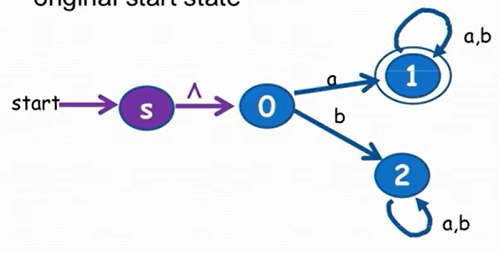 original start state
a,b
a
start
s
Λ
0
1
b
2
a,b